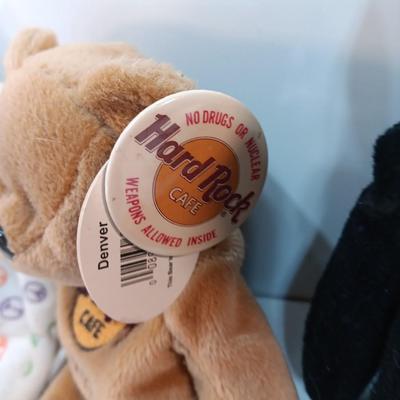 NO DRUGS OR NUCLEAR
Hard Rock
CAFE
WEAPONS ALLOWED INSIDE
Denver
CAFE